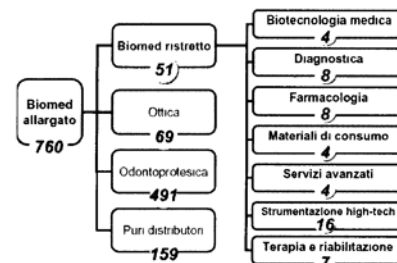 Biomed
allargato
760
Biomed ristretto
51
Ottica
69
Odontoprotesica
491
Puri distributori
159
Biotecnologia medica
4
Diagnostica
8
Farmacologia
8
Materiali di consumo
4
Servizi avanzati
4
Strumentazione high-tech
16
Terapia e riabilitazione
7